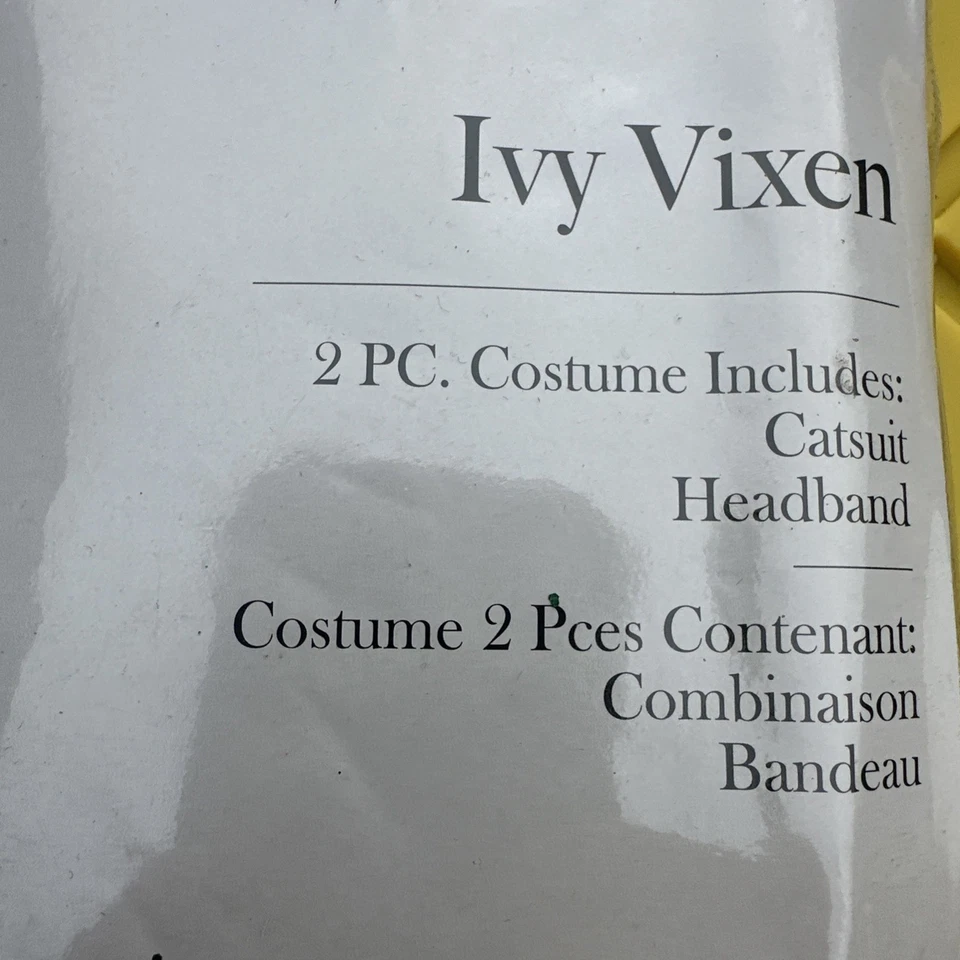 Ivy Vixen
2 PC. Costume Includes:
Catsuit
Headband
Costume 2 Pces Contenant:
Combinaison
Bandeau